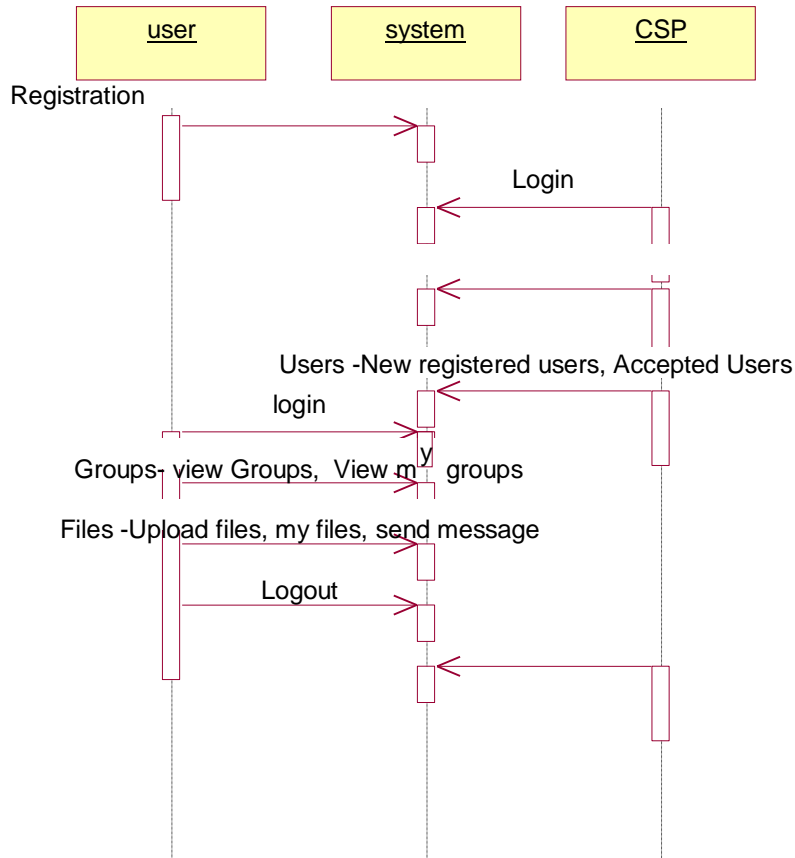 user
system
CSP
Registration
Login
Users -New registered users, Accepted Users
login
Groups- view Groups, View my groups
Files -Upload files, my files, send message
Logout